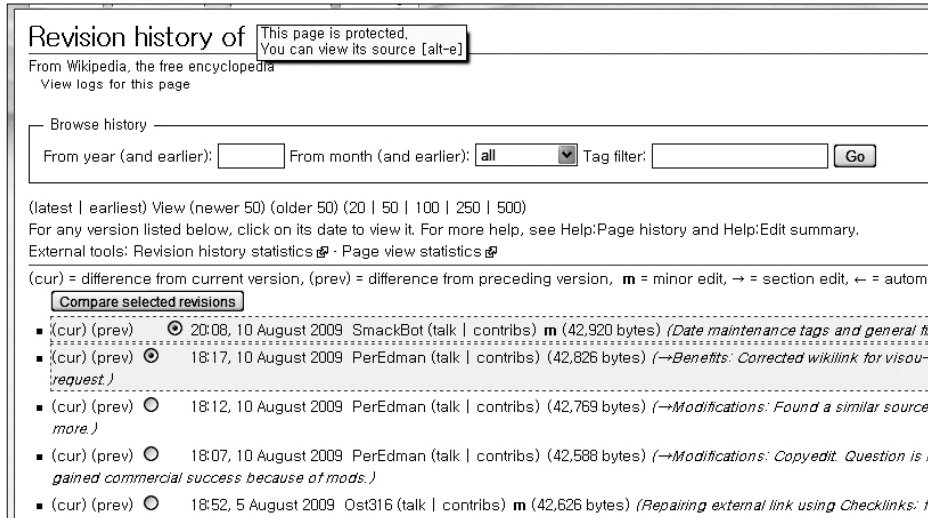 Revision history of
This page is protected,
You can view its source [alt-e]
From Wikipedia, the free encyclopedia
View logs for this page
Browse history
From year (and earlier): From month (and earlier): all Tag filter: Go
(latest | earliest) View (newer 50) (older 50) (20 | 50 | 100 | 250 | 500)
For any version listed below, click on its date to view it. For more help, see Help:Page history and Help:Edit summary.
External tools: Revision history statistics · Page view statistics
(cur) = difference from current version, (prev) = difference from preceding version, m = minor edit, → = section edit, ← = autom
Compare selected revisions
(cur) (prev) 20:08, 10 August 2009 SmackBot (talk | contribs) m (42,920 bytes) (Date maintenance tags and general
(cur) (prev) 18:17, 10 August 2009 PerEdman (talk | contribs) (42,826 bytes) (→Benefits: Corrected wikilink for visou-
request.)
(cur) (prev) 18:12, 10 August 2009 PerEdman (talk | contribs) (42,769 bytes) (→Modifications: Found a similar source
more.)
(cur) (prev) 18:07, 10 August 2009 PerEdman (talk | contribs) (42,588 bytes) (→Modifications: Copyedit. Question is
gained commercial success because of mods.)
(cur) (prev) 18:52, 5 August 2009 Ost316 (talk | contribs) m (42,626 bytes) (Repairing external link using Checklinks: